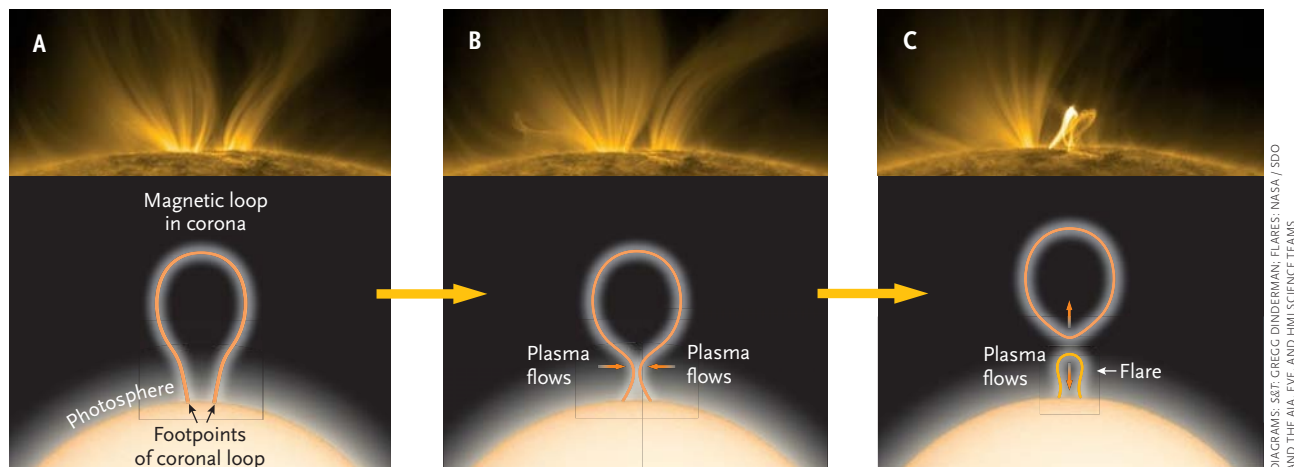 A
Magnetic loop
in corona
Photosphere
Footpoints
of coronal loop
B
Plasma
flows
Plasma
flows
C
Plasma
flows
Flare
DIAGRAMS: S&T: GREGG DINDERMAN; FLARES: NASA / SDO
AND THE AIA, EVE, AND HMI SCIENCE TEAMS